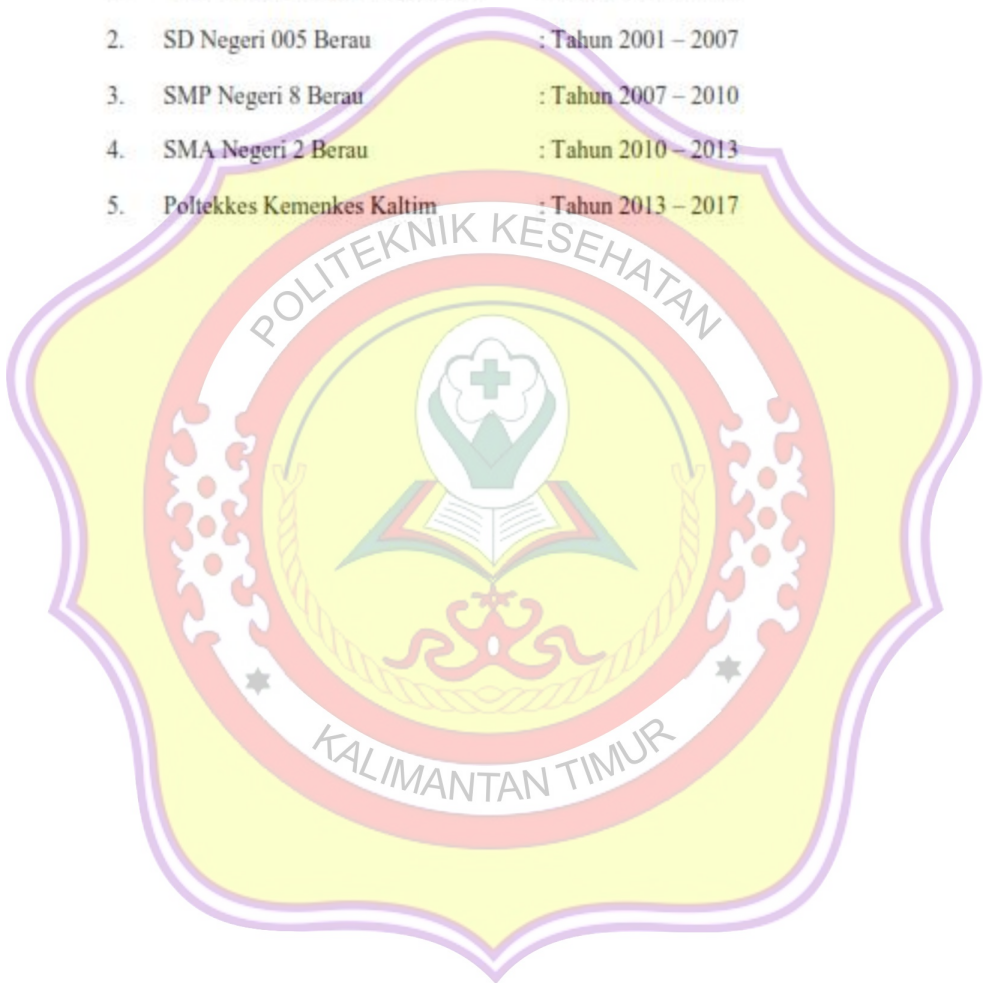 2. SD Negeri 005 Berau : Tahun 2001 – 2007
3. SMP Negeri 8 Berau : Tahun 2007 – 2010
4. SMA Negeri 2 Berau : Tahun 2010 – 2013
5. Poltekkes Kemenkes Kaltim : Tahun 2013 – 2017
POLITEKNIK KESEHATAN
KALIMANTAN TIMUR